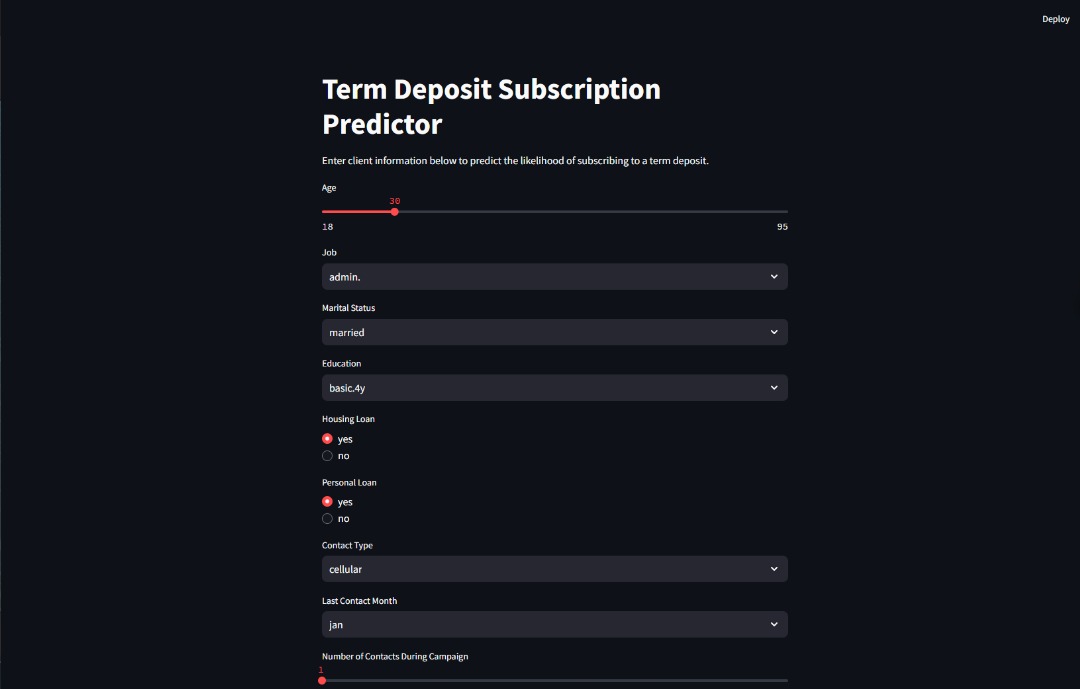 Deploy
Term Deposit Subscription
Predictor
Enter client information below to predict the likelihood of subscribing to a term deposit.
Age
30
18 95
Job
admin.
Marital Status
married
Education
basic.4y
Housing Loan
yes
no
Personal Loan
yes
no
Contact Type
cellular
Last Contact Month
jan
Number of Contacts During Campaign
1